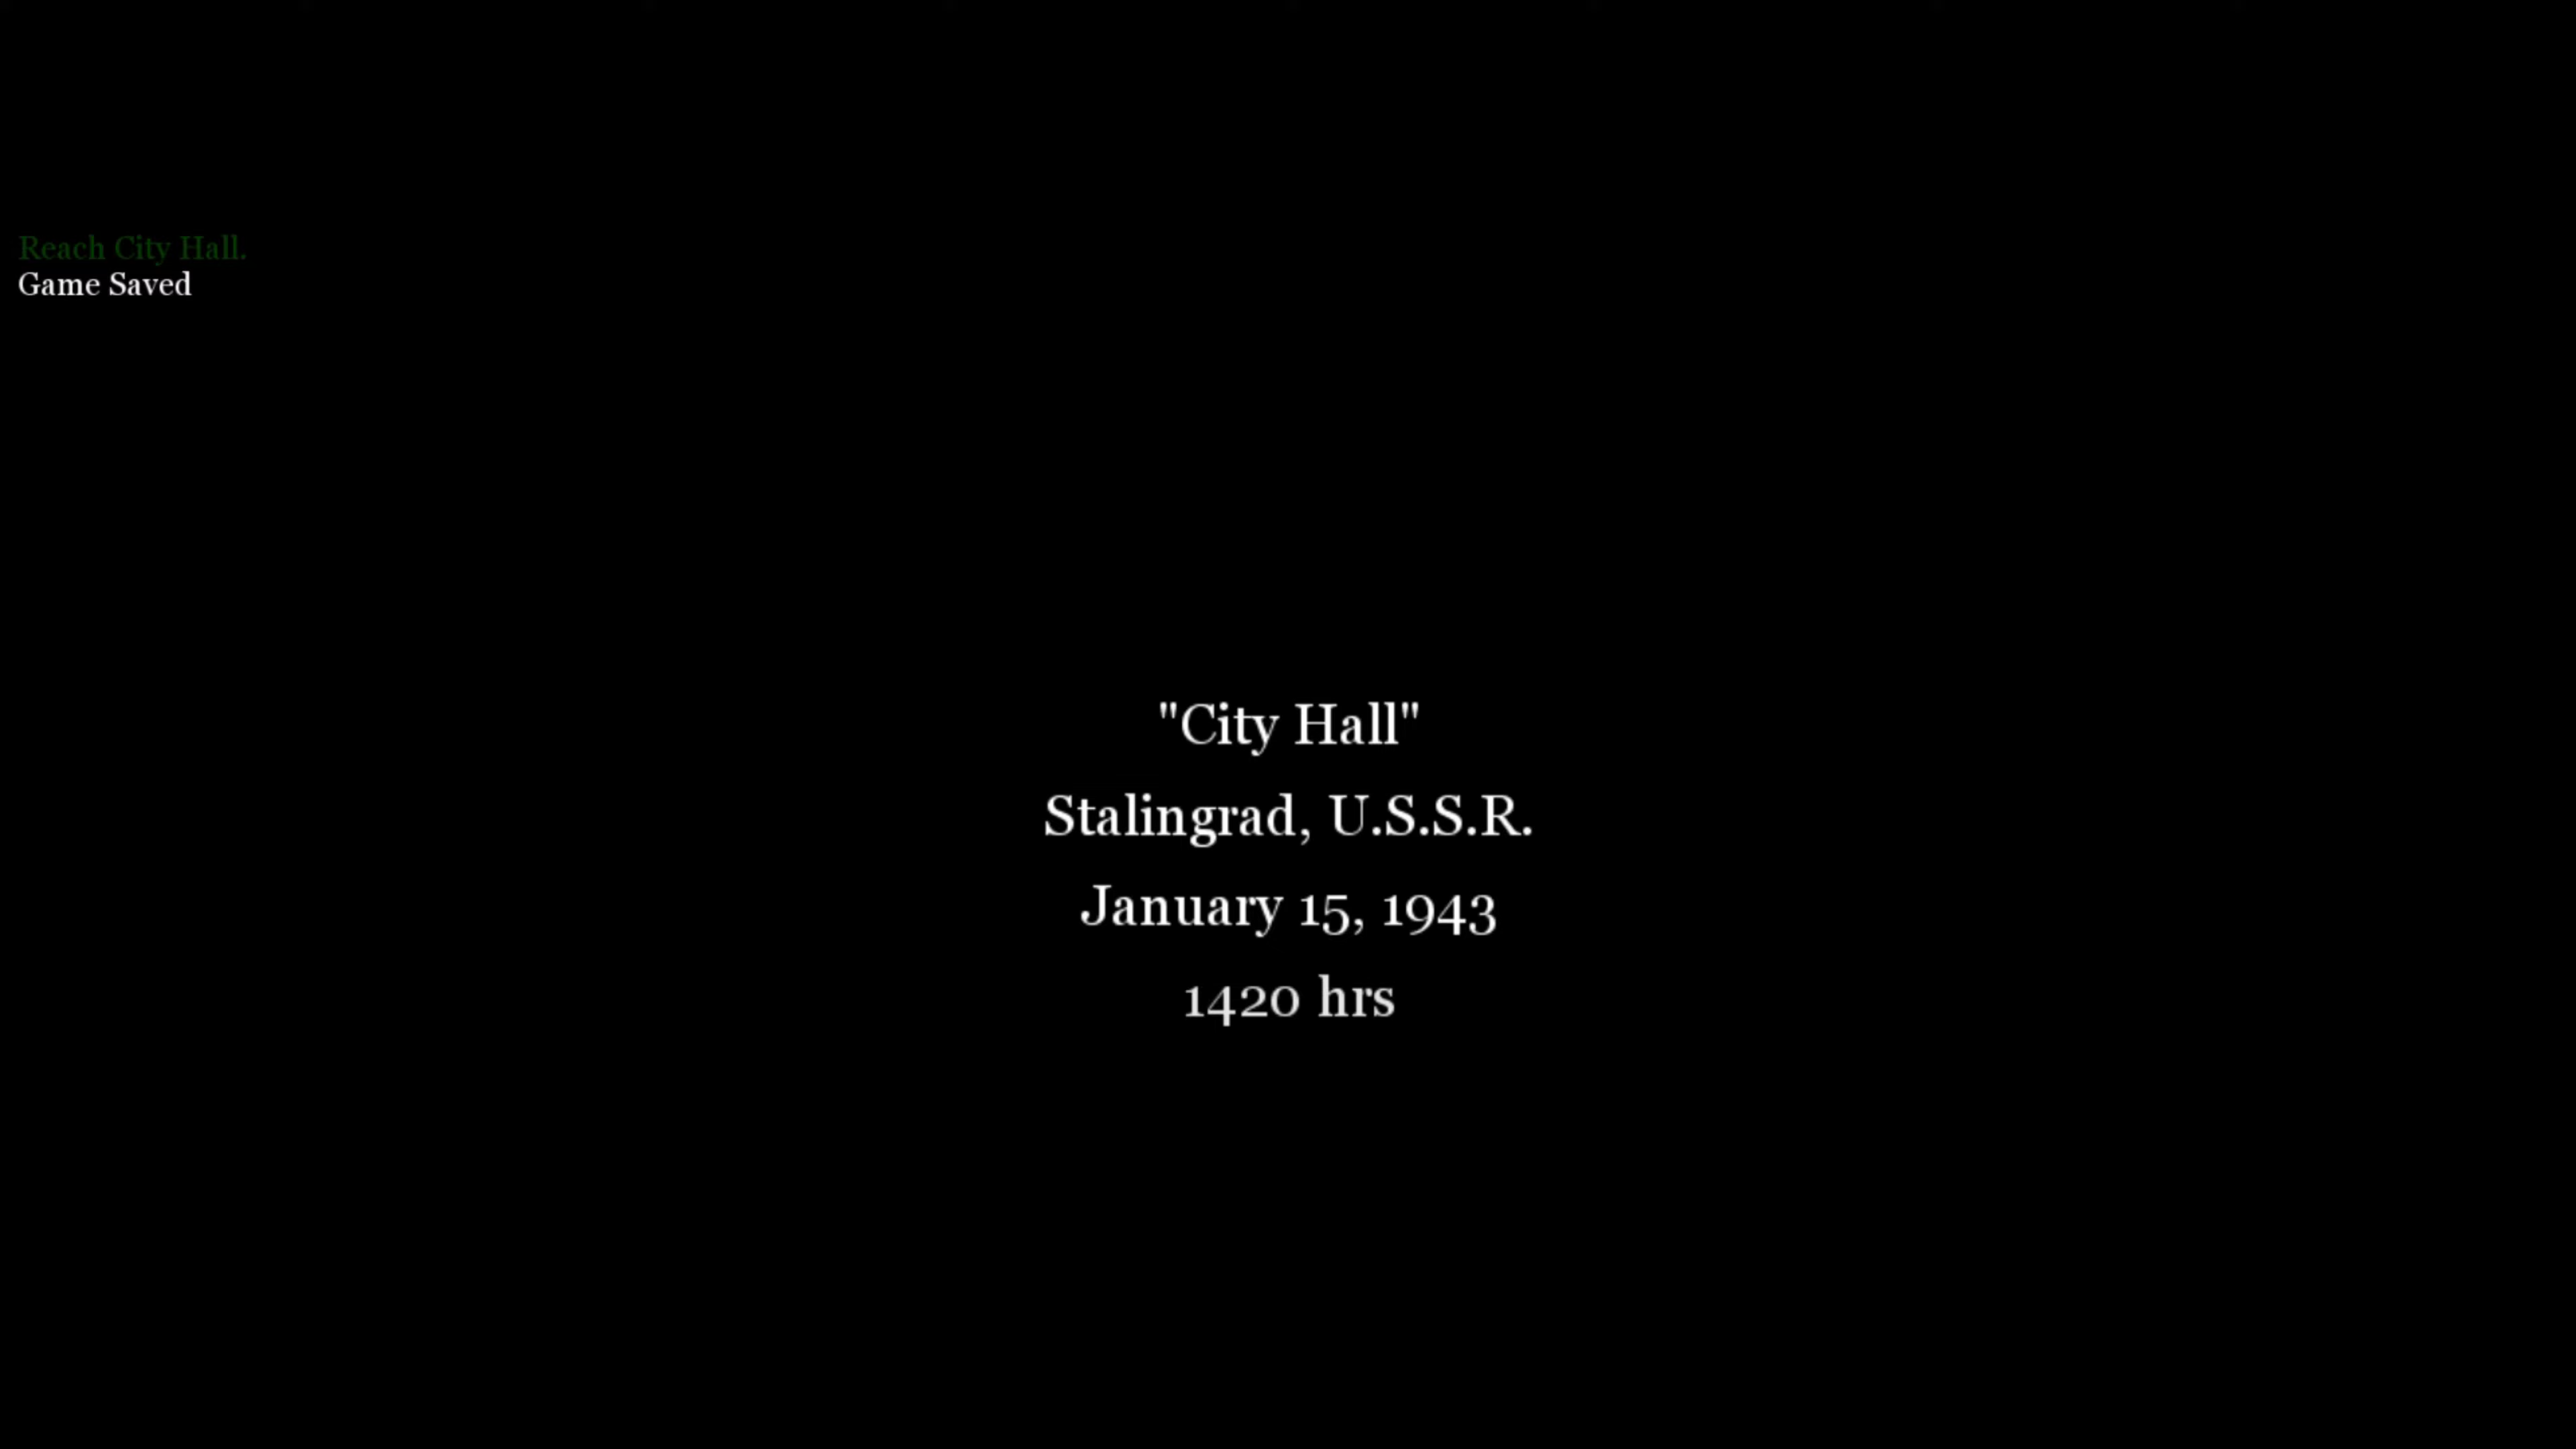 Reach City Hall.
Game Saved
"City Hall"
Stalingrad, U.S.S.R.
January 15, 1943
1420 hrs